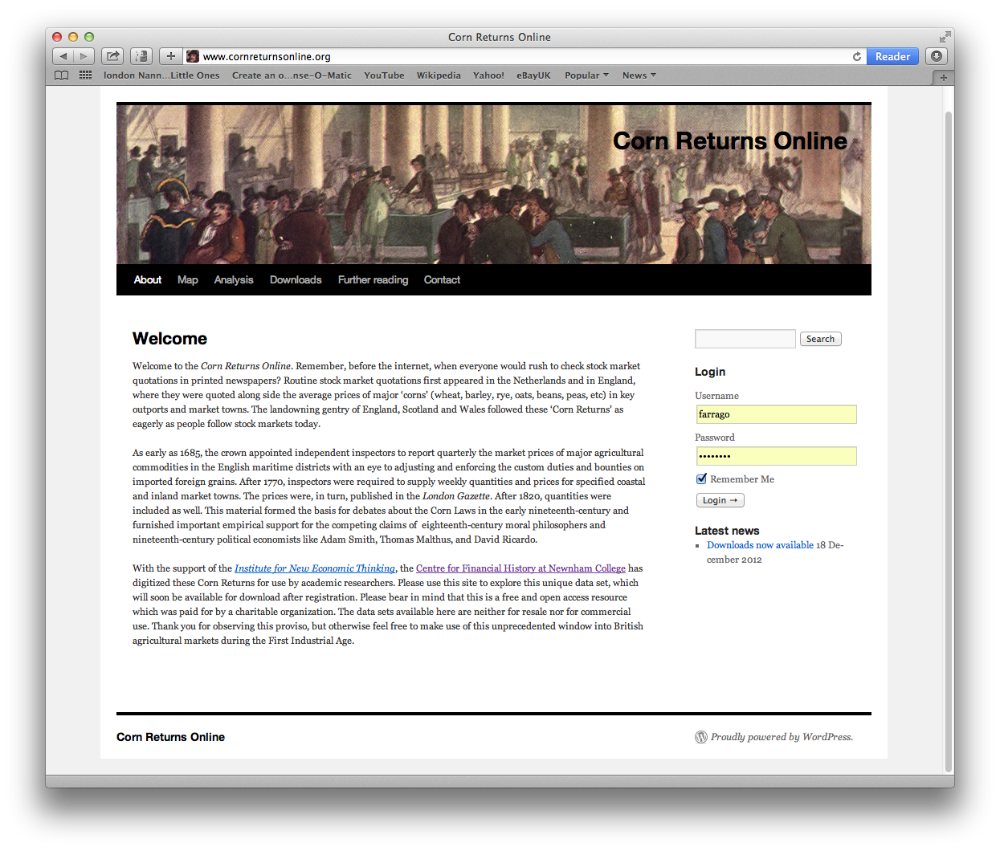 Corn Returns Online
www.cornreturnsonline.org
Reader
london Nann...Little Ones Create an o...nse-O-Matic YouTube Wikipedia Yahoo! eBayUK Popular News
Corn Returns Online
About Map Analysis Downloads Further reading Contact
Welcome
Welcome to the Corn Returns Online. Remember, before the internet, when everyone would rush to check stock market
quotations in printed newspapers? Routine stock market quotations first appeared in the Netherlands and in England,
where they were quoted along side the average prices of major ‘corns’ (wheat, barley, rye, oats, beans, peas, etc) in key
outports and market towns. The landowning gentry of England, Scotland and Wales followed these ‘Corn Returns’ as
eagerly as people follow stock markets today.
As early as 1685, the crown appointed independent inspectors to report quarterly the market prices of major agricultural
commodities in the English maritime districts with an eye to adjusting and enforcing the custom duties and bounties on
imported foreign grains. After 1770, inspectors were required to supply weekly quantities and prices for specified coastal
and inland market towns. The prices were, in turn, published in the London Gazette. After 1820, quantities were
included as well. This material formed the basis for debates about the Corn Laws in the early nineteenth-century and
furnished important empirical support for the competing claims of eighteenth-century moral philosophers and
nineteenth-century political economists like Adam Smith, Thomas Malthus, and David Ricardo.
With the support of the Institute for New Economic Thinking, the Centre for Financial History at Newnham College has
digitized these Corn Returns for use by academic researchers. Please use this site to explore this unique data set, which
will soon be available for download after registration. Please bear in mind that this is a free and open access resource
which was paid for by a charitable organization. The data sets available here are neither for resale nor for commercial
use. Thank you for observing this proviso, but otherwise feel free to make use of this unprecedented window into British
agricultural markets during the First Industrial Age.
Search
Login
Username
farrago
Password
••••••••
Remember Me
Login →
Latest news
Downloads now available 18 De-
cember 2012
Corn Returns Online
Proudly powered by WordPress.